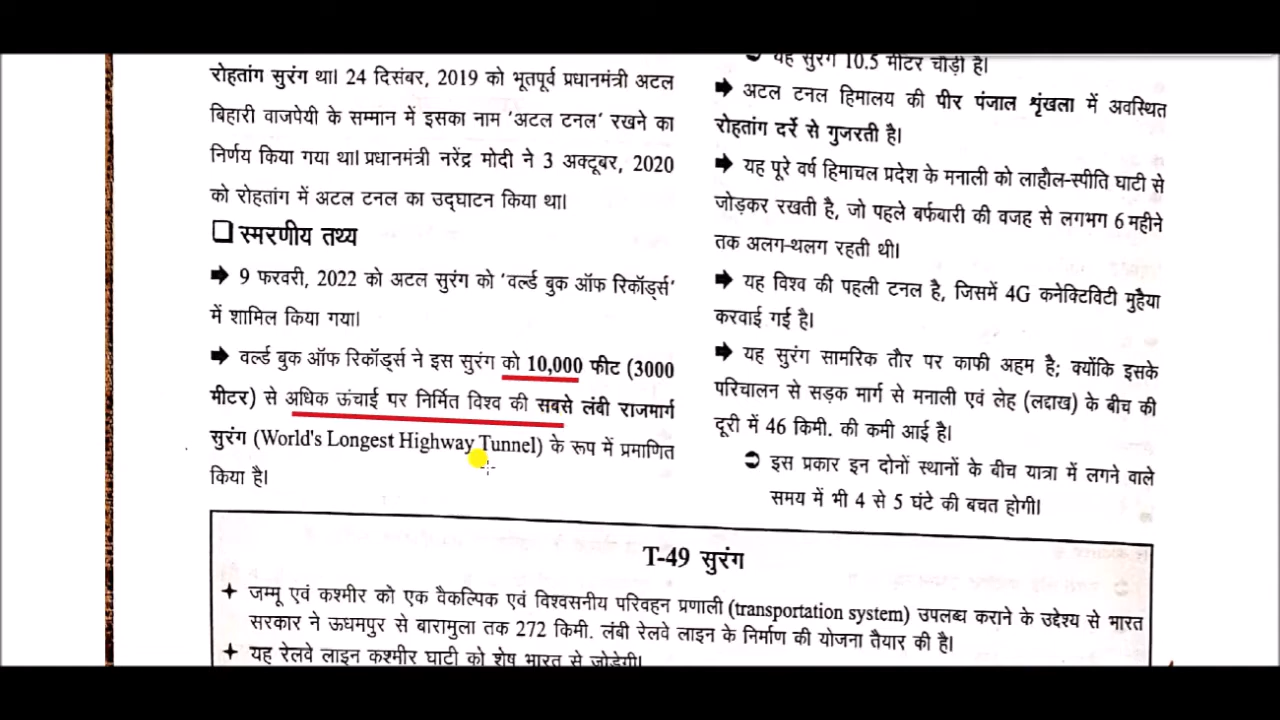 रोहतांग सुरंग था। 24 दिसंबर, 2019 को भूतपूर्व प्रधानमंत्री अटल
बिहारी वाजपेयी के सम्मान में इसका नाम 'अटल टनल' रखने का
निर्णय किया गया था। प्रधानमंत्री नरेंद्र मोदी ने 3 अक्टूबर, 2020
को रोहतांग में अटल टनल का उद्घाटन किया था।
❑ स्मरणीय तथ्य
➡ 9 फरवरी, 2022 को अटल सुरंग को 'वर्ल्ड बुक ऑफ रिकॉर्ड्स'
में शामिल किया गया।
➡ वर्ल्ड बुक ऑफ रिकॉर्ड्स ने इस सुरंग को 10,000 फीट (3000
मीटर) से अधिक ऊंचाई पर निर्मित विश्व की सबसे लंबी राजमार्ग
सुरंग (World's Longest Highway Tunnel) के रूप में प्रमाणित
किया है।
➲ यह सुरंग 10.5 मीटर चौड़ी है।
➡ अटल टनल हिमालय की पीर पंजाल शृंखला में अवस्थित
रोहतांग दर्रे से गुजरती है।
➡ यह पूरे वर्ष हिमाचल प्रदेश के मनाली को लाहौल-स्पीति घाटी से
जोड़कर रखती है, जो पहले बर्फबारी की वजह से लगभग 6 महीने
तक अलग-थलग रहती थी।
➡ यह विश्व की पहली टनल है, जिसमें 4G कनेक्टिविटी मुहैया
करवाई गई है।
➡ यह सुरंग सामरिक तौर पर काफी अहम है; क्योंकि इसके
परिचालन से सड़क मार्ग से मनाली एवं लेह (लद्दाख) के बीच की
दूरी में 46 किमी. की कमी आई है।
➲ इस प्रकार इन दोनों स्थानों के बीच यात्रा में लगने वाले
समय में भी 4 से 5 घंटे की बचत होगी।
T-49 सुरंग
✦ जम्मू एवं कश्मीर को एक वैकल्पिक एवं विश्वसनीय परिवहन प्रणाली (transportation system) उपलब्ध कराने के उद्देश्य से भारत
सरकार ने ऊधमपुर से बारामुला तक 272 किमी. लंबी रेलवे लाइन के निर्माण की योजना तैयार की है।
✦ यह रेलवे लाइन कश्मीर घाटी को शेष भारत से जोड़ेगी।